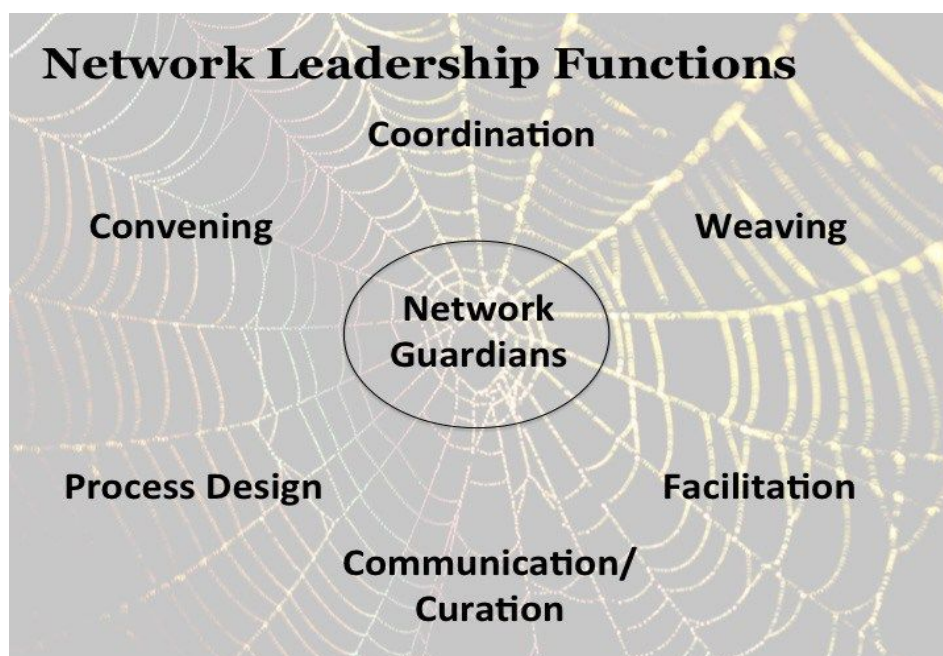 Network Leadership Functions
Coordination
Convening
Weaving
Network
Guardians
Process Design
Facilitation
Communication/
Curation